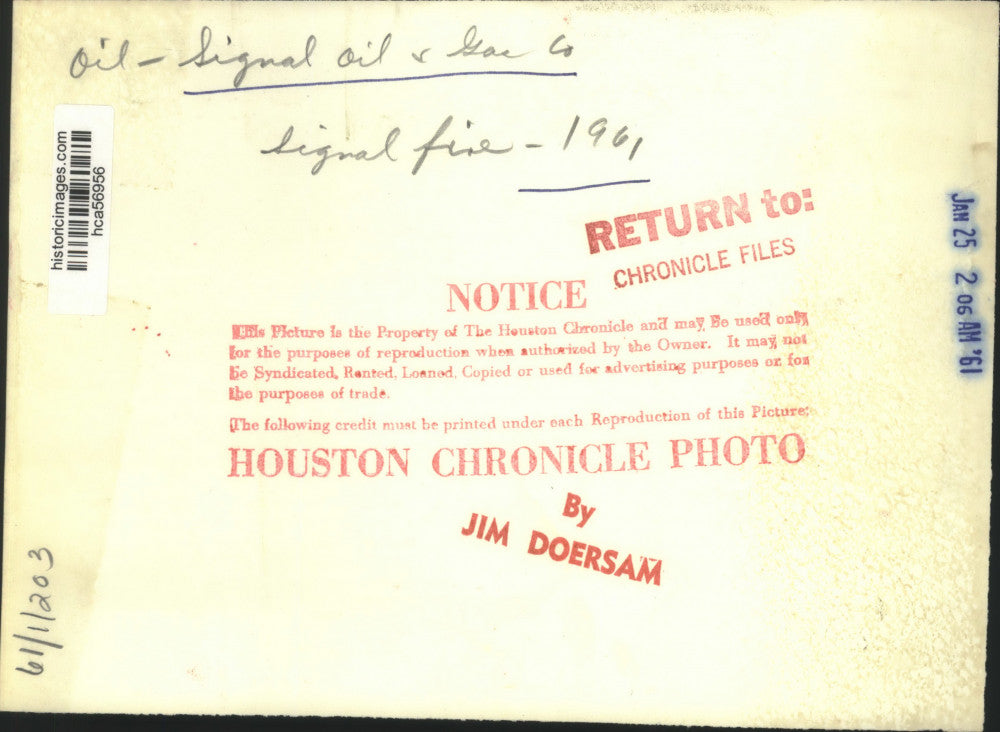 Oil - Signal Oil & Gas Co
Signal fire - 1961
historicimages.com
hca56956
RETURN to:
CHRONICLE FILES
JAN 25 2 06 AM '61
NOTICE
This Picture is the Property of The Houston Chronicle and may Be used only
for the purposes of reproduction when authorized by the Owner. It may not
be Syndicated, Rented, Loaned, Copied or used for advertising purposes or for
the purposes of trade.
The following credit must be printed under each Reproduction of this Picture:
HOUSTON CHRONICLE PHOTO
By
JIM DOERSAM
61/1/203